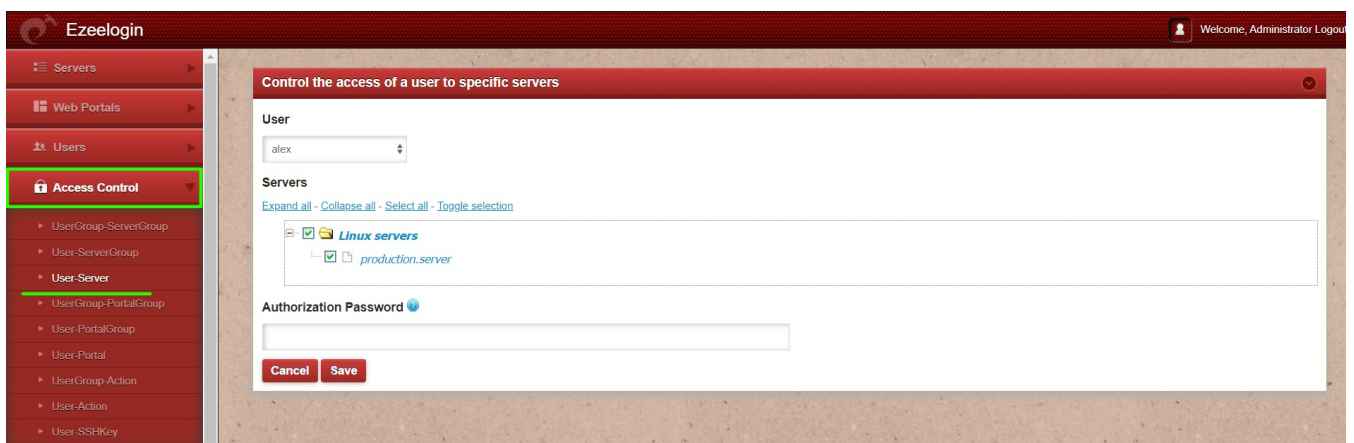 Ezeelogin
Welcome, Administrator Logout
Servers
Web Portals
Users
Access Control
UserGroup-ServerGroup
User-ServerGroup
User-Server
UserGroup-PortalGroup
User-PortalGroup
User-Portal
UserGroup-Action
User-Action
User-SSHKey
Control the access of a user to specific servers
User
alex
Servers
Expand all - Collapse all - Select all - Toggle selection
Linux servers
production.server
Authorization Password
Cancel Save